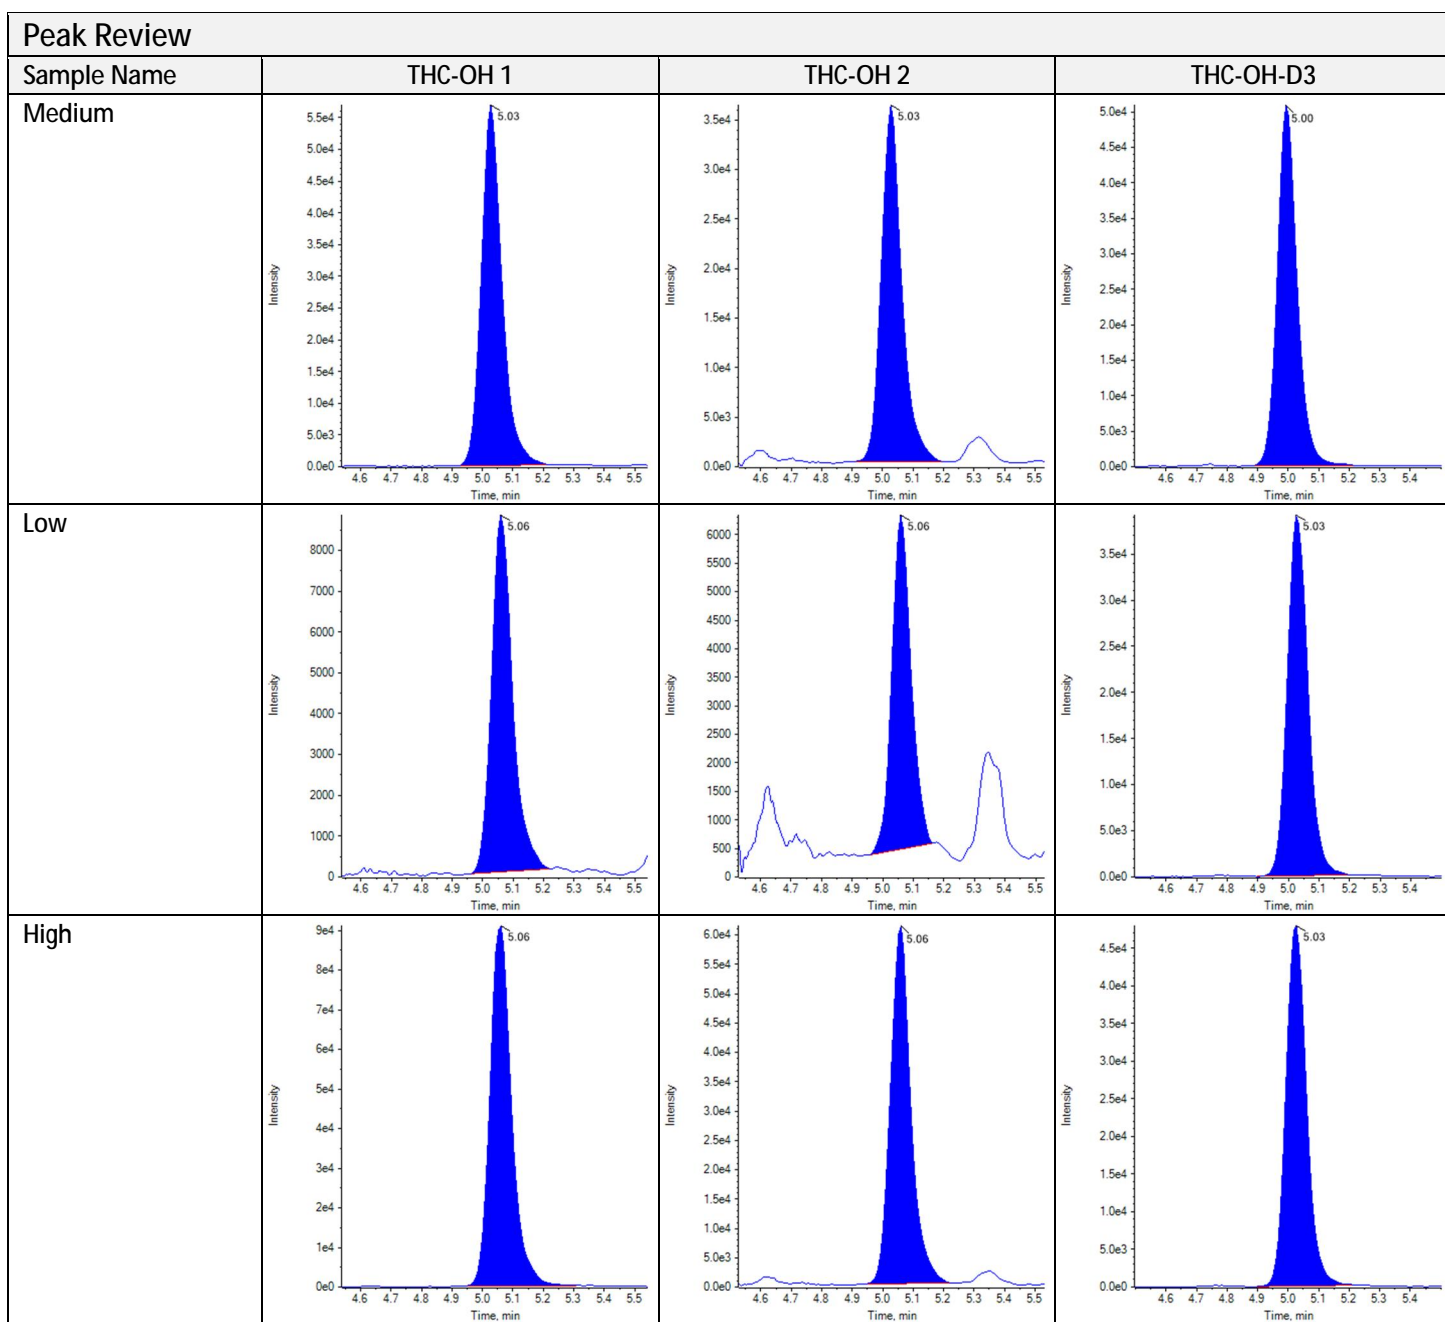 Peak Review
Sample Name THC-OH 1 THC-OH 2 THC-OH-D3
Medium
5.03
5.5e4
5.0e4
4.5e4
4.0e4
3.5e4
3.0e4
2.5e4
2.0e4
1.5e4
1.0e4
5.0e3
0.0e0
Intensity
4.6 4.7 4.8 4.9 5.0 5.1 5.2 5.3 5.4 5.5
Time, min
5.03
3.5e4
3.0e4
2.5e4
2.0e4
1.5e4
1.0e4
5.0e3
0.0e0
Intensity
4.6 4.7 4.8 4.9 5.0 5.1 5.2 5.3 5.4 5.5
Time, min
5.00
5.0e4
4.5e4
4.0e4
3.5e4
3.0e4
2.5e4
2.0e4
1.5e4
1.0e4
5.0e3
0.0e0
Intensity
4.6 4.7 4.8 4.9 5.0 5.1 5.2 5.3 5.4
Time, min
Low
5.06
8000
7000
6000
5000
4000
3000
2000
1000
0
Intensity
4.6 4.7 4.8 4.9 5.0 5.1 5.2 5.3 5.4 5.5
Time, min
5.06
6000
5500
5000
4500
4000
3500
3000
2500
2000
1500
1000
500
0
Intensity
4.6 4.7 4.8 4.9 5.0 5.1 5.2 5.3 5.4 5.5
Time, min
5.03
3.5e4
3.0e4
2.5e4
2.0e4
1.5e4
1.0e4
5.0e3
0.0e0
Intensity
4.6 4.7 4.8 4.9 5.0 5.1 5.2 5.3 5.4
Time, min
High
5.06
9e4
8e4
7e4
6e4
5e4
4e4
3e4
2e4
1e4
0e0
Intensity
4.6 4.7 4.8 4.9 5.0 5.1 5.2 5.3 5.4 5.5
Time, min
5.06
6.0e4
5.5e4
5.0e4
4.5e4
4.0e4
3.5e4
3.0e4
2.5e4
2.0e4
1.5e4
1.0e4
5.0e3
0.0e0
Intensity
4.6 4.7 4.8 4.9 5.0 5.1 5.2 5.3 5.4 5.5
Time, min
5.03
4.5e4
4.0e4
3.5e4
3.0e4
2.5e4
2.0e4
1.5e4
1.0e4
5.0e3
0.0e0
Intensity
4.6 4.7 4.8 4.9 5.0 5.1 5.2 5.3 5.4
Time, min